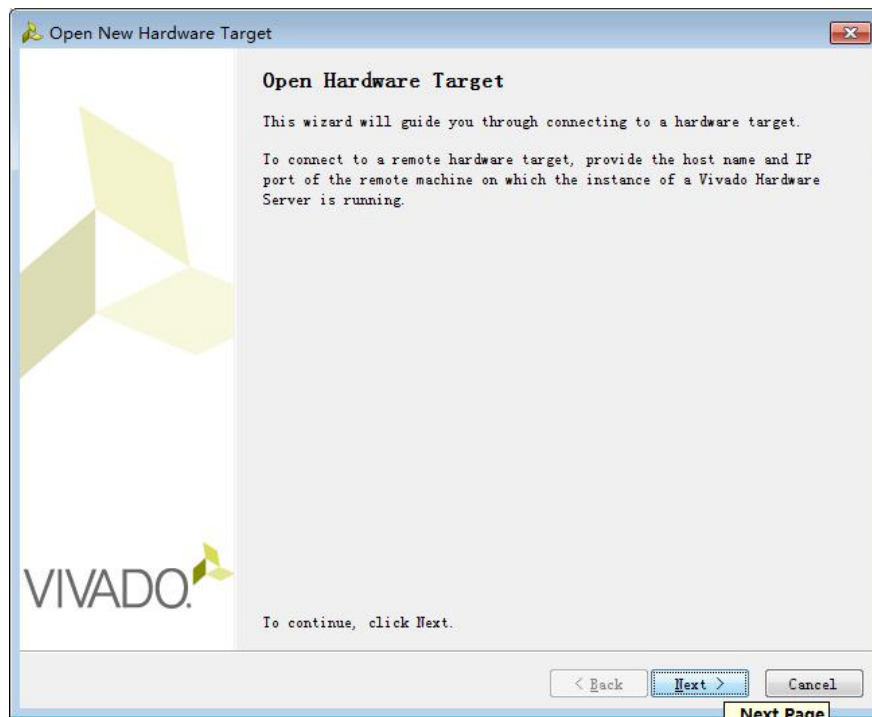 Open New Hardware Target
Open Hardware Target
This wizard will guide you through connecting to a hardware target.
To connect to a remote hardware target, provide the host name and IP
port of the remote machine on which the instance of a Vivado Hardware
Server is running.
VIVADO.
To continue, click Next.
< Back Next > Cancel
Next Page